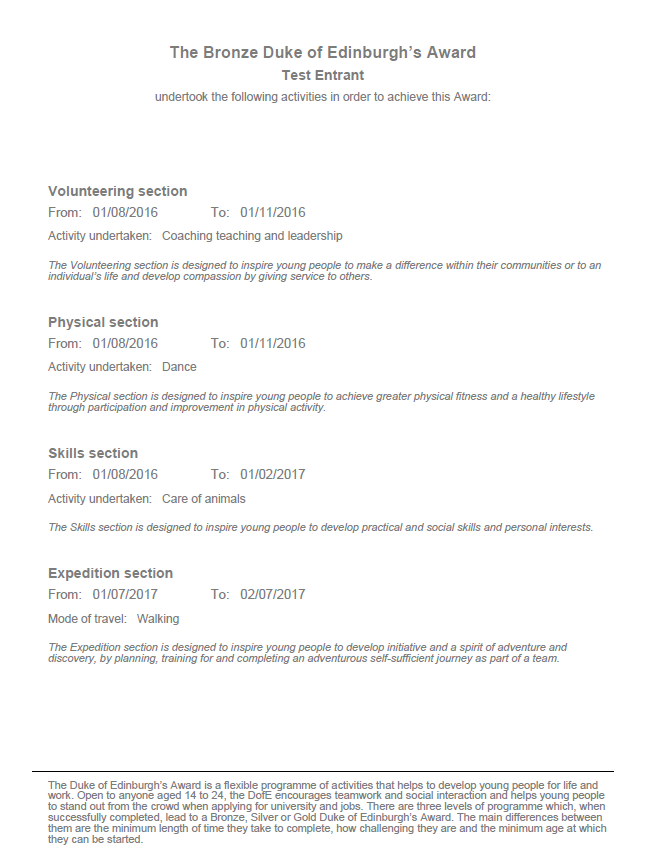 The Bronze Duke of Edinburgh's Award
Test Entrant
undertook the following activities in order to achieve this Award:
Volunteering section
From: 01/08/2016 To: 01/11/2016
Activity undertaken: Coaching teaching and leadership
The Volunteering section is designed to inspire young people to make a difference within their communities or to an
individual's life and develop compassion by giving service to others.
Physical section
From: 01/08/2016 To: 01/11/2016
Activity undertaken: Dance
The Physical section is designed to inspire young people to achieve greater physical fitness and a healthy lifestyle
through participation and improvement in physical activity.
Skills section
From: 01/08/2016 To: 01/02/2017
Activity undertaken: Care of animals
The Skills section is designed to inspire young people to develop practical and social skills and personal interests.
Expedition section
From: 01/07/2017 To: 02/07/2017
Mode of travel: Walking
The Expedition section is designed to inspire young people to develop initiative and a spirit of adventure and
discovery, by planning, training for and completing an adventurous self-sufficient journey as part of a team.
The Duke of Edinburgh's Award is a flexible programme of activities that helps to develop young people for life and
work. Open to anyone aged 14 to 24, the DofE encourages teamwork and social interaction and helps young people
to stand out from the crowd when applying for university and jobs. There are three levels of programme which, when
successfully completed, lead to a Bronze, Silver or Gold Duke of Edinburgh's Award. The main differences between
them are the minimum length of time they take to complete, how challenging they are and the minimum age at which
they can be started.